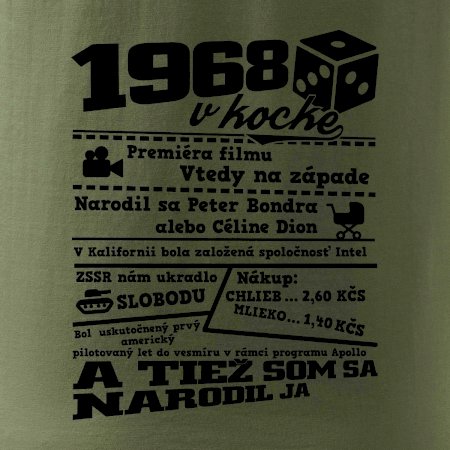 1968
v kocke
Premiéra filmu
Vtedy na západe
Narodil sa Peter Bondra
alebo Céline Dion
V Kalifornii bola založená spoločnosť Intel
ZSSR nám ukradlo
SLOBODU
Nákup:
CHLIEB... 2,60 KČS
MLIEKO... 1,40 KČS
Bol uskutočnený prvý
americký
pilotovaný let do vesmíru v rámci programu Apollo
A TIEŽ SOM SA
NARODIL JA